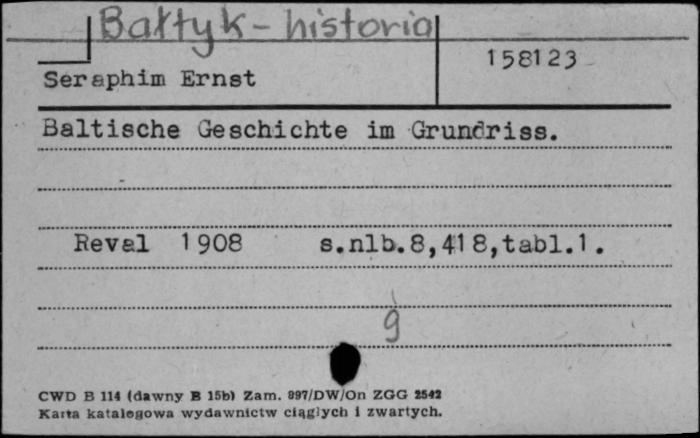 Bałtyk - historia
158123
Seraphim Ernst
Baltische Geschichte im Grundriss.
Reval 1908 s.nlb.8,418,tabl.1.
9
CWD B 114 (dawny B 15b) Zam. 897/DW/On ZGG 2542
Karta katalogowa wydawnictw ciągłych i zwartych.